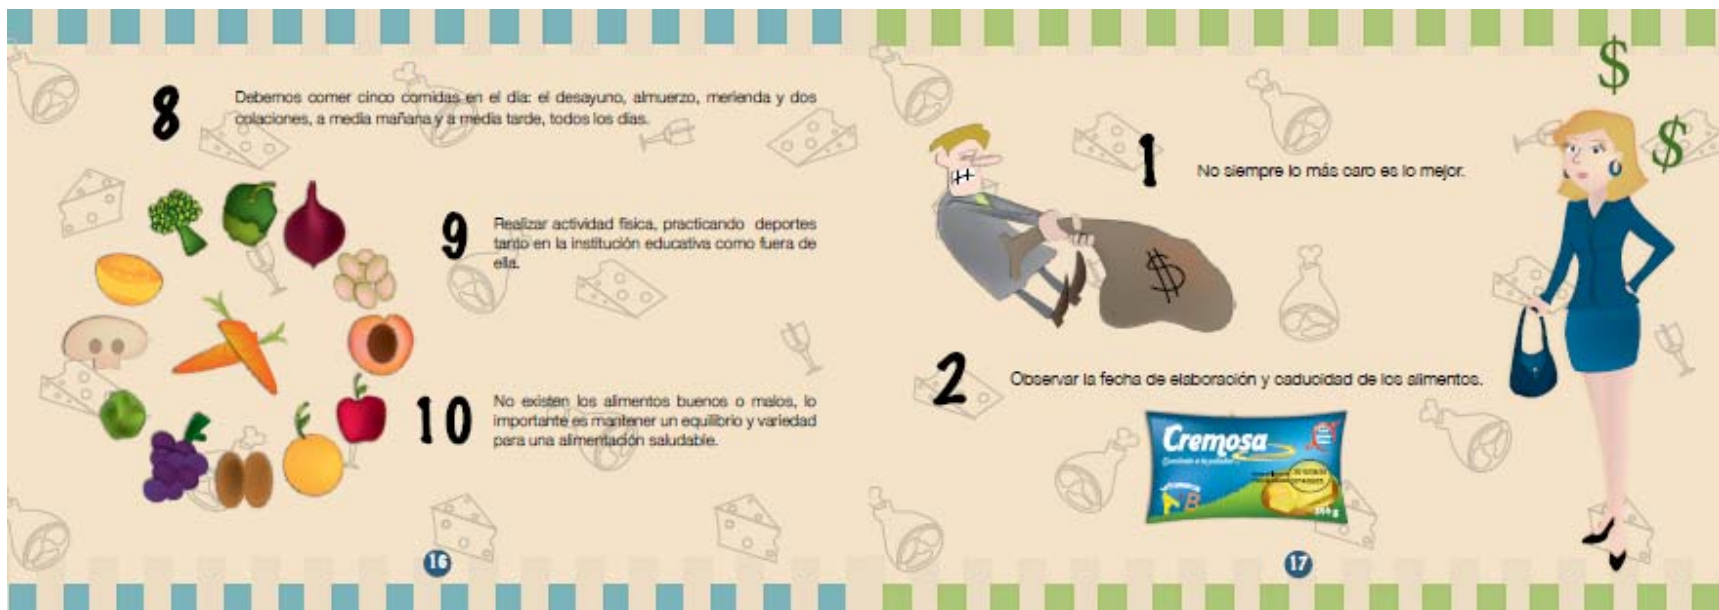 8
Debemos comer cinco comidas en el día: el desayuno, almuerzo, merienda y dos
colaciones, a media mañana y a media tarde, todos los días.
9
Realizar actividad física, practicando deportes
tanto en la institución educativa como fuera de
ella.
10
No existen los alimentos buenos o malos, lo
importante es mantener un equilibrio y variedad
para una alimentación saludable.
16
$
$
1
No siempre lo más caro es lo mejor.
$
2
Observar la fecha de elaboración y caducidad de los alimentos.
Cremosa
A
B
17